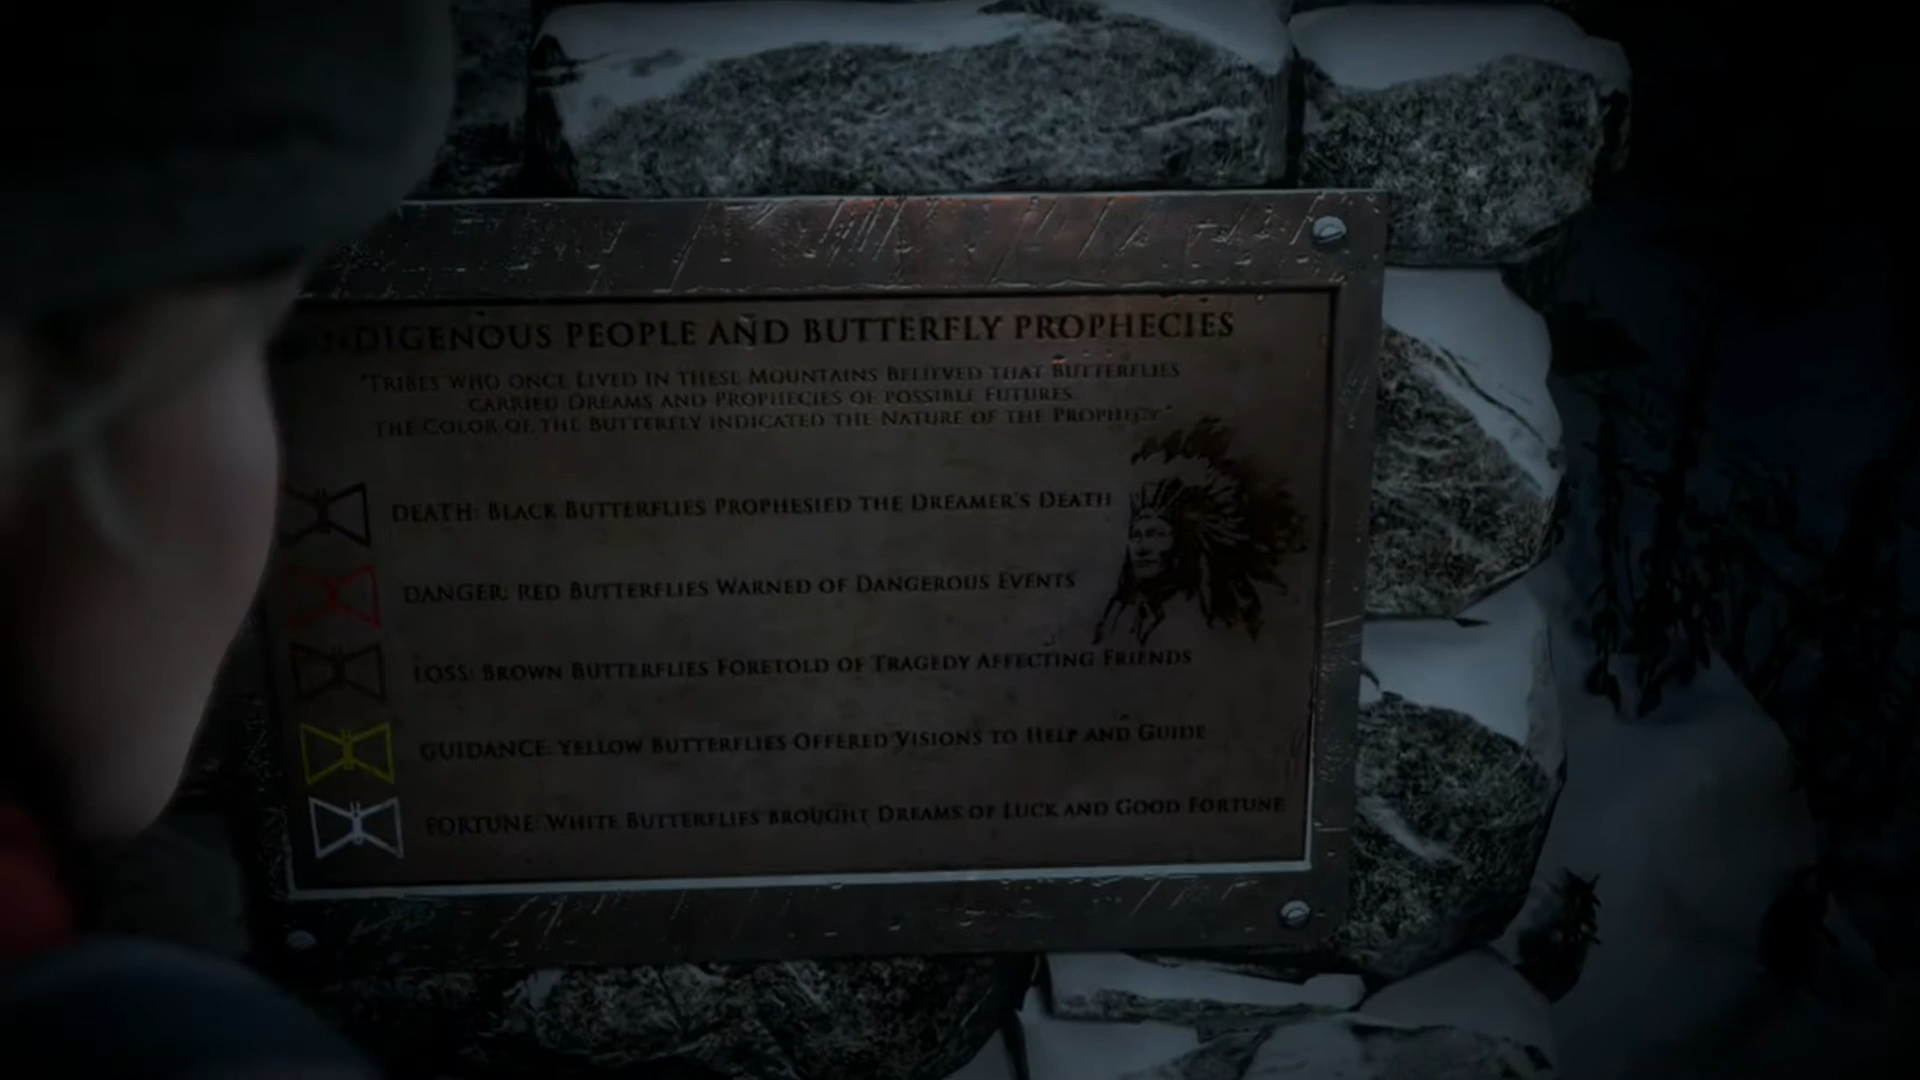 INDIGENOUS PEOPLE AND BUTTERFLY PROPHECIES
"TRIBES WHO ONCE LIVED IN THESE MOUNTAINS BELIEVED THAT BUTTERFLIES
CARRIED DREAMS AND PROPHECIES OF POSSIBLE FUTURES.
THE COLOR OF THE BUTTERFLY INDICATED THE NATURE OF THE PROPHECY."
DEATH: BLACK BUTTERFLIES PROPHESIED THE DREAMER'S DEATH
DANGER: RED BUTTERFLIES WARNED OF DANGEROUS EVENTS
LOSS: BROWN BUTTERFLIES FORETOLD OF TRAGEDY AFFECTING FRIENDS
GUIDANCE: YELLOW BUTTERFLIES OFFERED VISIONS TO HELP AND GUIDE
FORTUNE: WHITE BUTTERFLIES BROUGHT DREAMS OF LUCK AND GOOD FORTUNE